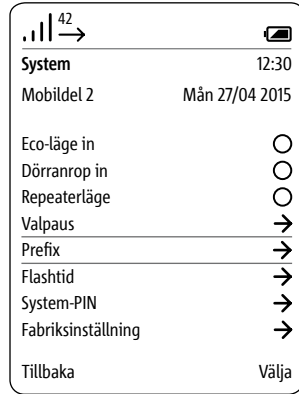 42
System 12:30
Mobildel 2 Mån 27/04 2015
Eco-läge in
Dörranrop in
Repeaterläge
Valpaus
Prefix
Flashtid
System-PIN
Fabriksinställning
Tillbaka Välja